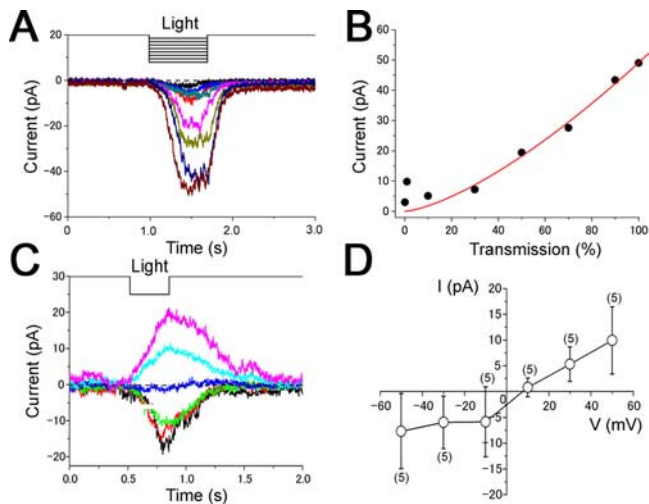 A
Light
Current (pA)
0
-20
-40
-60
0.0 1.0 2.0 3.0
Time (s)
B
Current (pA)
60
50
40
30
20
10
0
0 20 40 60 80 100
Transmission (%)
C
Light
Current (pA)
30
20
10
0
-10
-20
0.0 0.5 1.0 1.5 2.0
Time (s)
D
I (pA)
20
15
10
5
-5
-10
-15
-20
-60 -40 -20 20 40 60
V (mV)
(5)
(5)
(5)
(5)
(5)
(5)